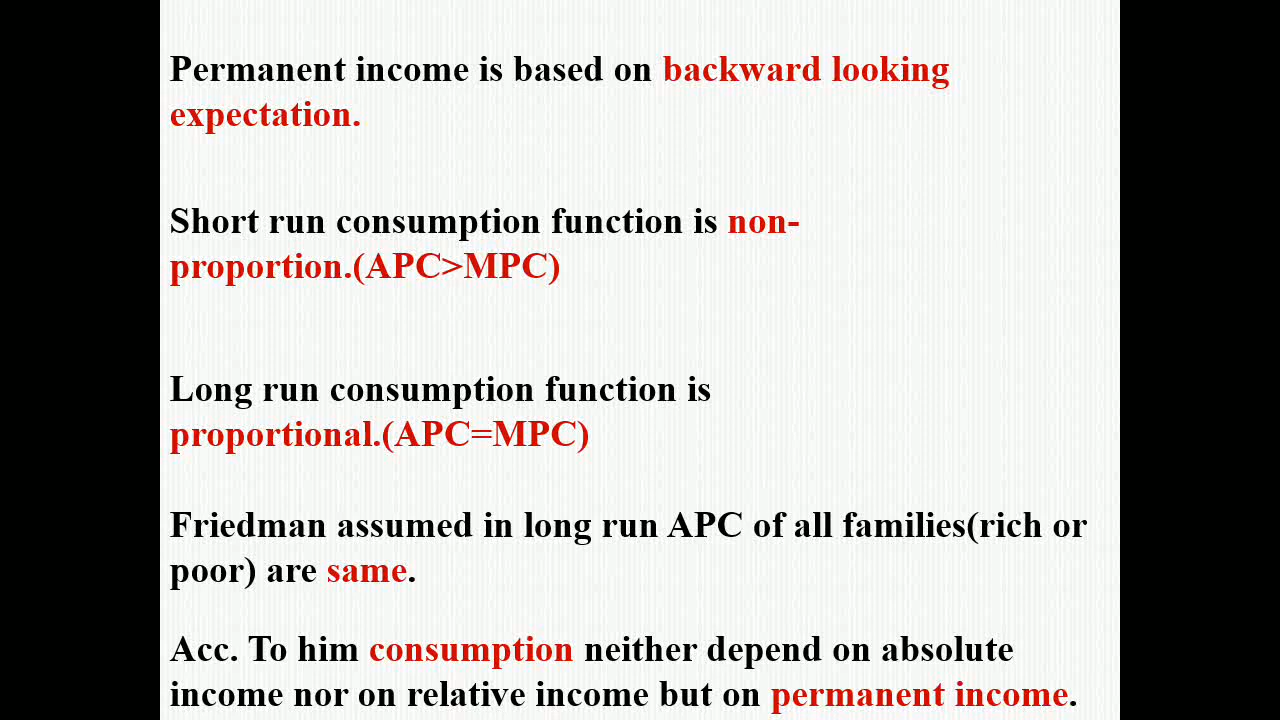 Permanent income is based on backward looking
expectation.
Short run consumption function is non-
proportion.(APC>MPC)
Long run consumption function is
proportional.(APC=MPC)
Friedman assumed in long run APC of all families(rich or
poor) are same.
Acc. To him consumption neither depend on absolute
income nor on relative income but on permanent income.